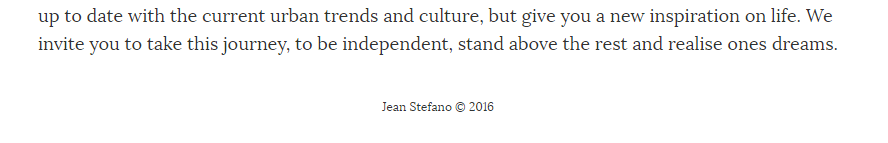 up to date with the current urban trends and culture, but give you a new inspiration on life. We
invite you to take this journey, to be independent, stand above the rest and realise ones dreams.
Jean Stefano © 2016